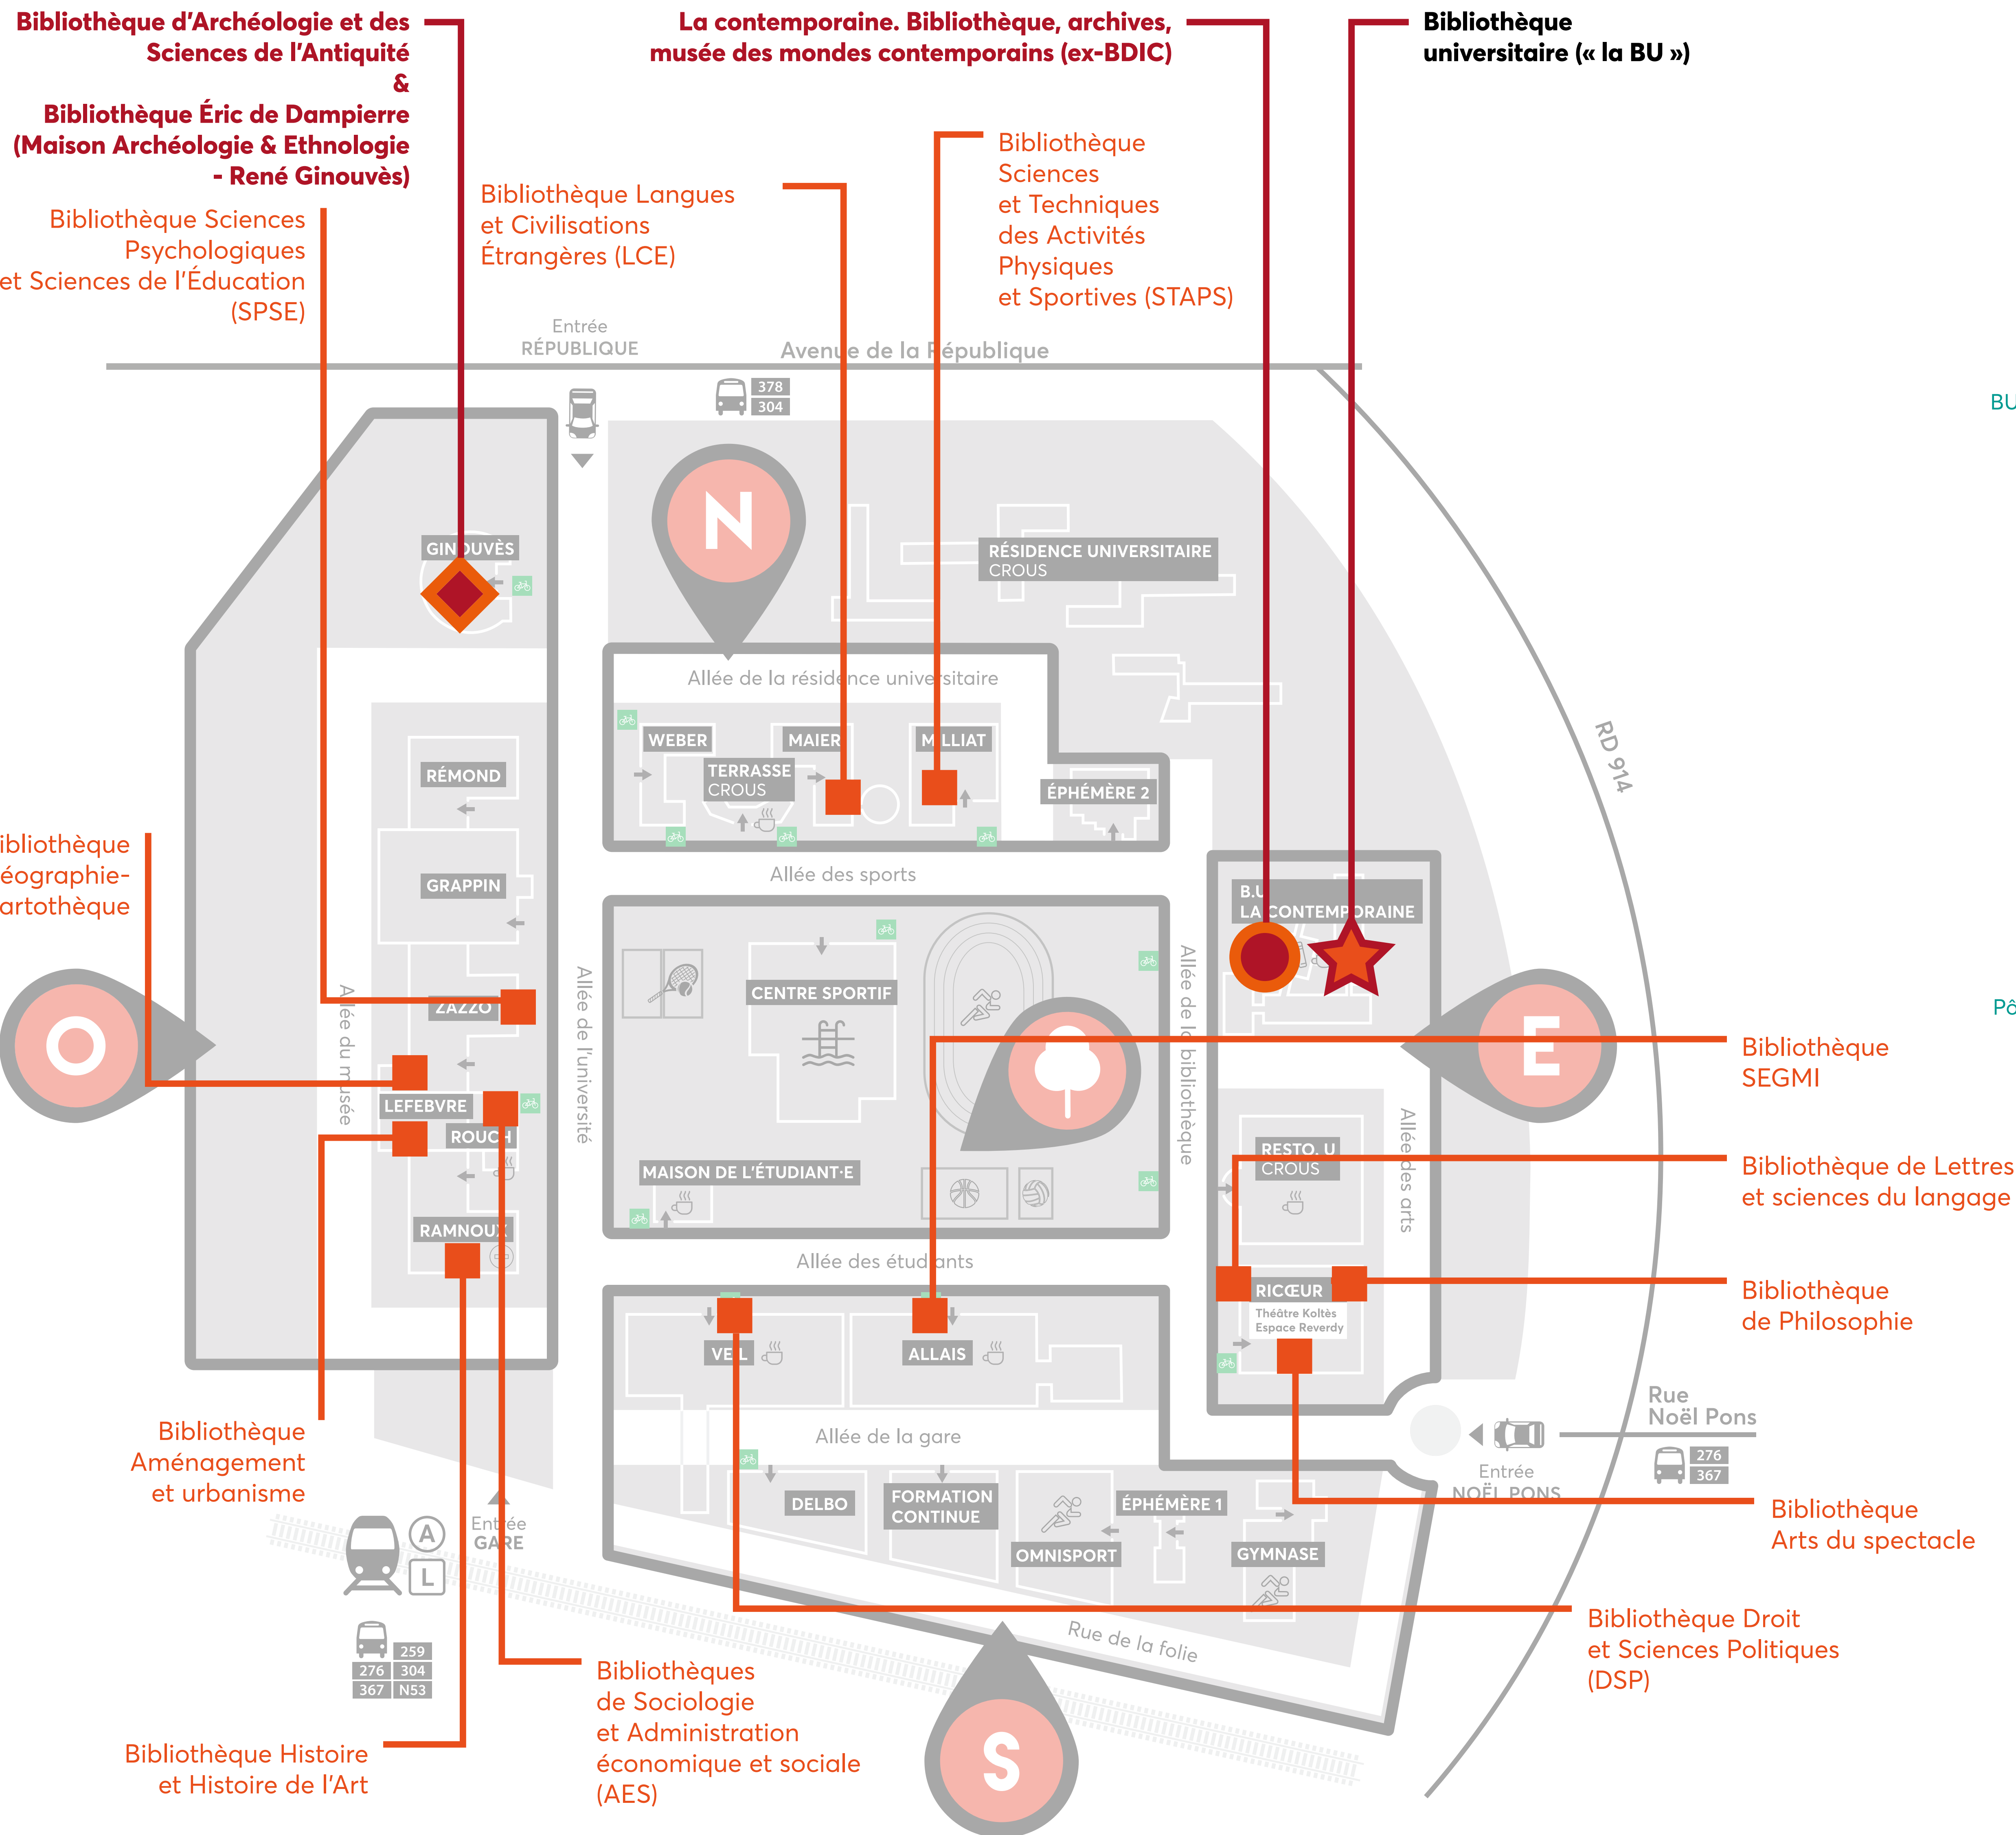 Bibliothèque d'Archéologie et des
Sciences de l'Antiquité
&
Bibliothèque Éric de Dampierre
(Maison Archéologie & Ethnologie
- René Ginouvès)
La contemporaine. Bibliothèque, archives,
musée des mondes contemporains (ex-BDIC)
Bibliothèque
universitaire (« la BU »)
Bibliothèque Sciences
Psychologiques
et Sciences de l'Éducation
(SPSE)
Bibliothèque Langues
et Civilisations
Étrangères (LCE)
Bibliothèque
Sciences
et Techniques
des Activités
Physiques
et Sportives (STAPS)
Entrée
RÉPUBLIQUE
Avenue de la République
378
304
BU
N
GINOUVÈS
RÉSIDENCE UNIVERSITAIRE
CROUS
Allée de la résidence universitaire
WEBER
MAIER
MILLIAT
TERRASSE
CROUS
ÉPHÉMÈRE 2
RD 914
RÉMOND
GRAPPIN
Allée des sports
ibliothèque
éographie-
artothèque
B.U
LA CONTEMPORAINE
CENTRE SPORTIF
ZAZZO
Allée du musée
Allée de l'université
Allée de la bibliothèque
O
E
Pô
Bibliothèque
SEGMI
LEFEBVRE
ROUCH
Allée des arts
RESTO. U
CROUS
MAISON DE L'ÉTUDIANT·E
Bibliothèque de Lettres
et sciences du langage
RAMNOUX
Allée des étudiants
RICŒUR
Théâtre Koltès
Espace Reverdy
Bibliothèque
de Philosophie
VEIL
ALLAIS
Rue
Noël Pons
276
367
Entrée
NOËL PONS
Allée de la gare
Bibliothèque
Aménagement
et urbanisme
DELBO
FORMATION
CONTINUE
ÉPHÉMÈRE 1
OMNISPORT
GYMNASE
Bibliothèque
Arts du spectacle
A
L
Entrée
GARE
259
276 304
367 N53
Rue de la folie
Bibliothèque Droit
et Sciences Politiques
(DSP)
Bibliothèques
de Sociologie
et Administration
économique et sociale
(AES)
Bibliothèque Histoire
et Histoire de l'Art
S